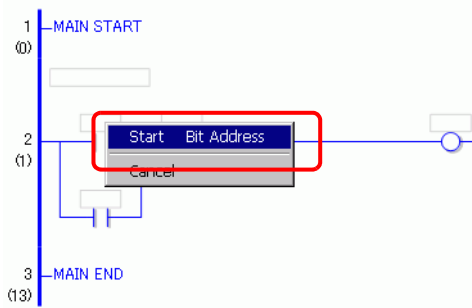 1 MAIN START
(0)
2
(1)
Start Bit Address
Cancel
3 MAIN END
(13)